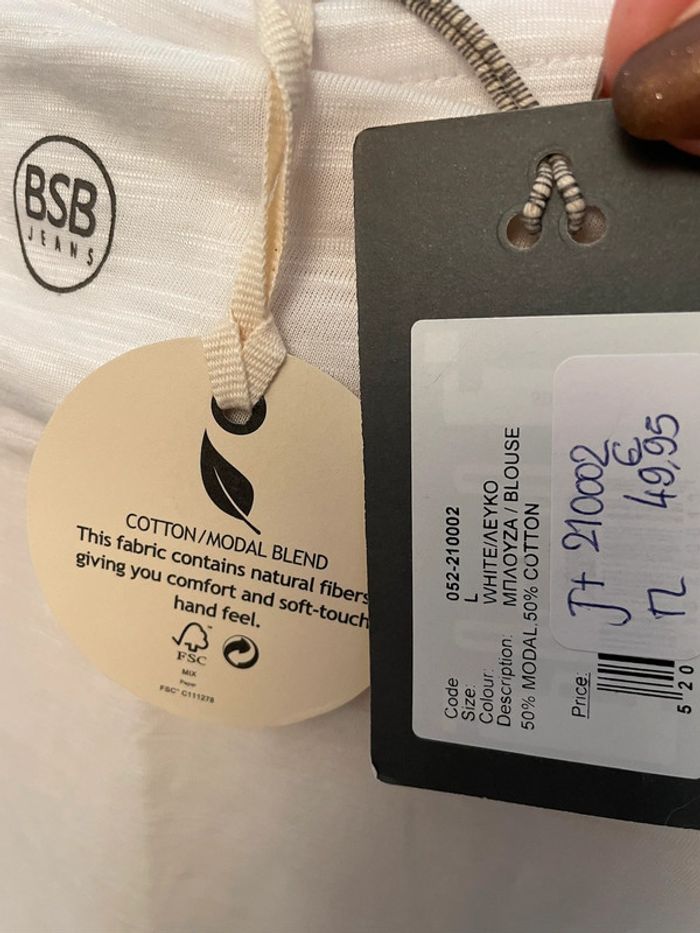 BSB
JEANS
COTTON/MODAL BLEND
This fabric contains natural fibers
giving you comfort and soft-touch
hand feel.
FSC
MIX
Paper
FSC® C111278
Code 052-210002
Size: L
Colour: WHITE/ΛΕΥΚΟ
Description: ΜΠΛΟΥΖΑ / BLOUSE
50% MODAL.50% COTTON
Price:
210002
€
49,95
5 20